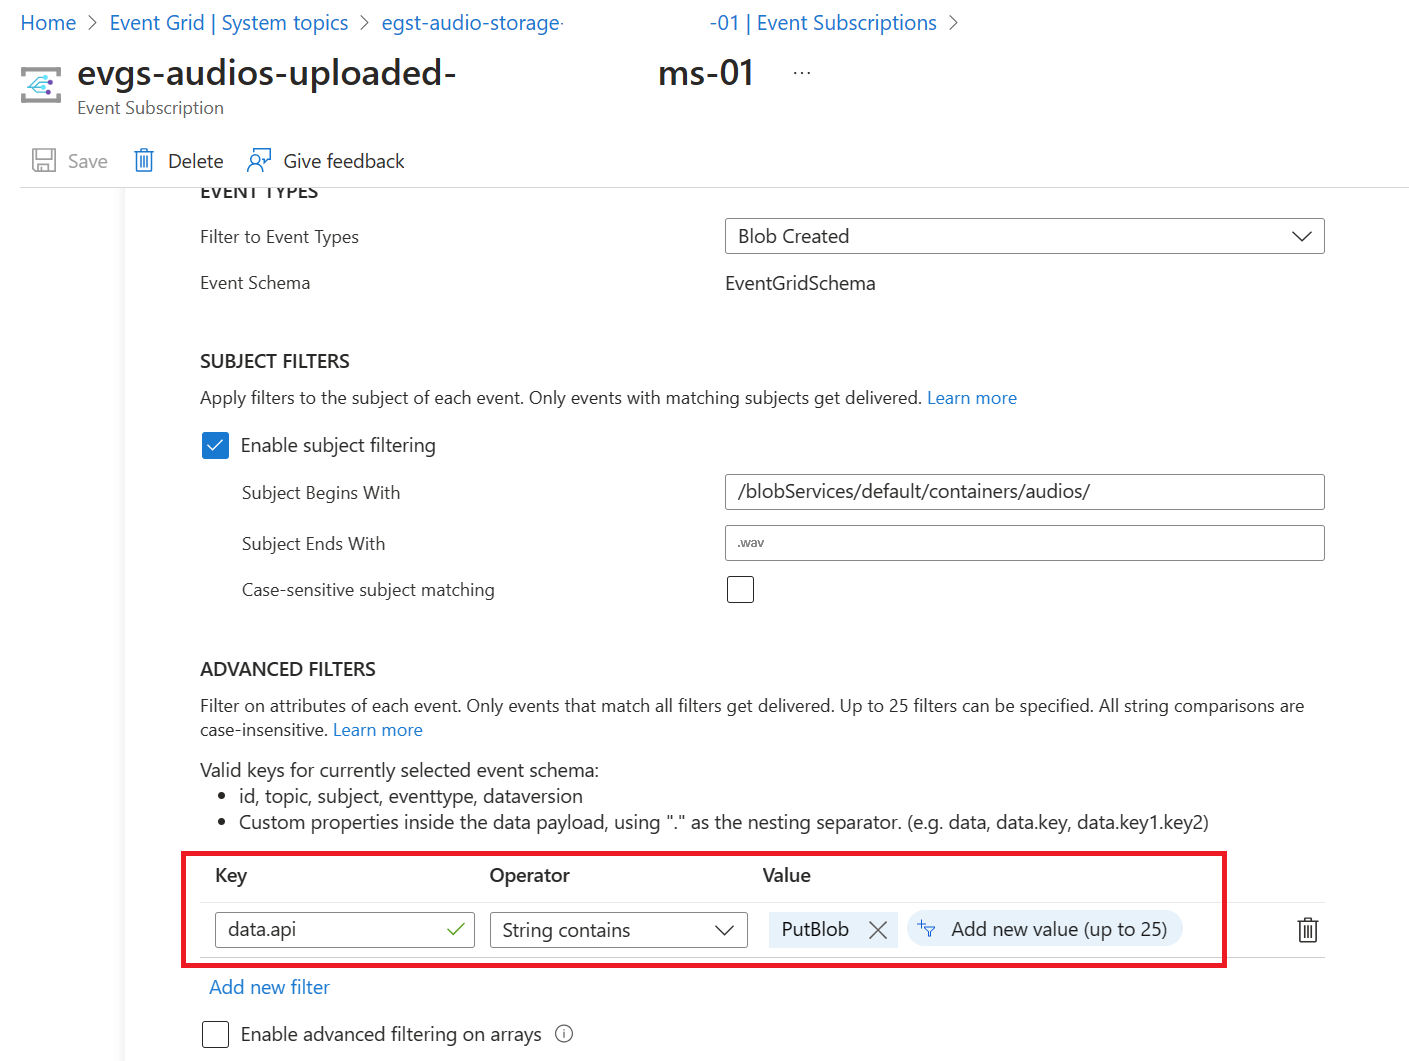 Home > Event Grid | System topics > egst-audio-storage- -01 | Event Subscriptions >
evgs-audios-uploaded- ms-01 ...
Event Subscription
Save Delete Give feedback
EVENT TYPES
Filter to Event Types Blob Created
Event Schema EventGridSchema
SUBJECT FILTERS
Apply filters to the subject of each event. Only events with matching subjects get delivered. Learn more
Enable subject filtering
Subject Begins With /blobServices/default/containers/audios/
Subject Ends With .wav
Case-sensitive subject matching
ADVANCED FILTERS
Filter on attributes of each event. Only events that match all filters get delivered. Up to 25 filters can be specified. All string comparisons are
case-insensitive. Learn more
Valid keys for currently selected event schema:
• id, topic, subject, eventtype, dataversion
• Custom properties inside the data payload, using "." as the nesting separator. (e.g. data, data.key, data.key1.key2)
Key Operator Value
data.api String contains PutBlob Add new value (up to 25)
Add new filter
Enable advanced filtering on arrays